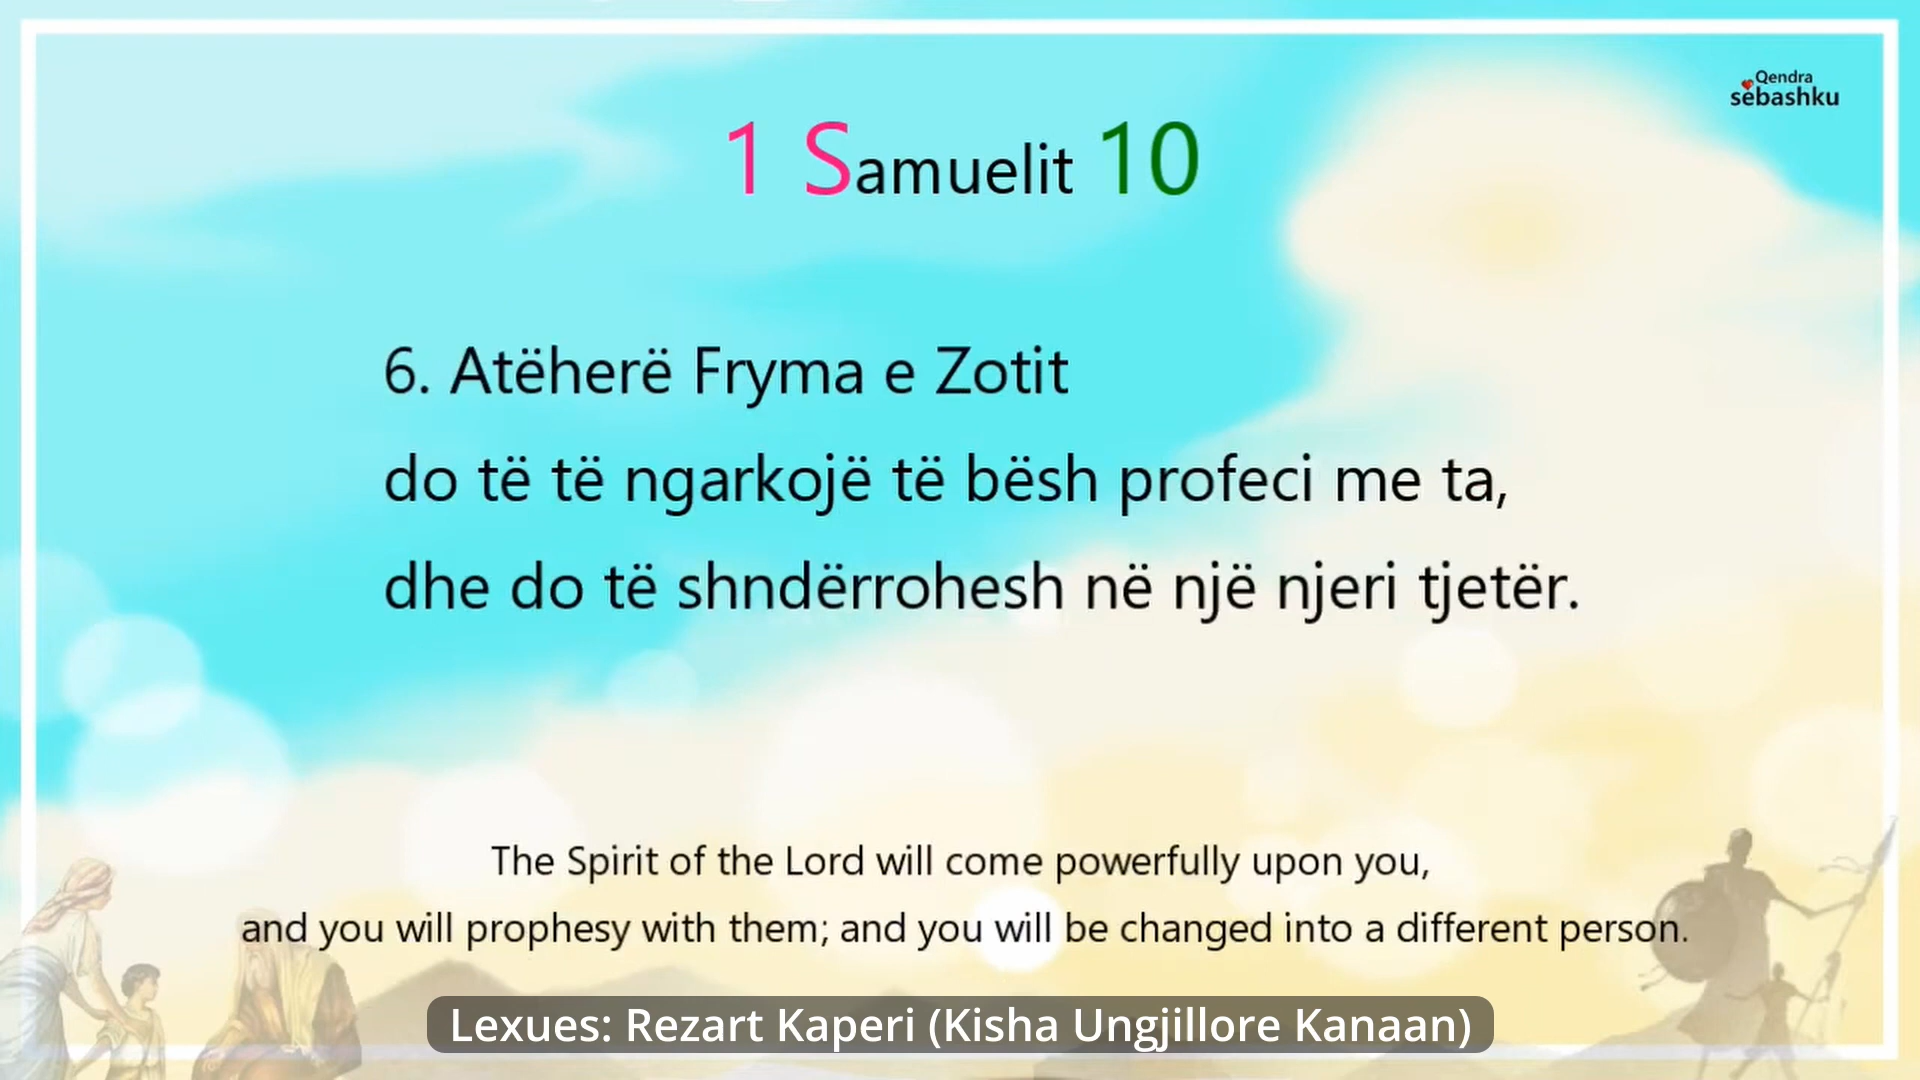 Qendra
sëbashku
1 Samuelit 10
6. Atëherë Fryma e Zotit
do të të ngarkojë të bësh profeci me ta,
dhe do të shndërrohesh në një njeri tjetër.
The Spirit of the Lord will come powerfully upon you,
and you will prophesy with them; and you will be changed into a different person.
Lexues: Rezart Kaperi (Kisha Ungjillore Kanaan)